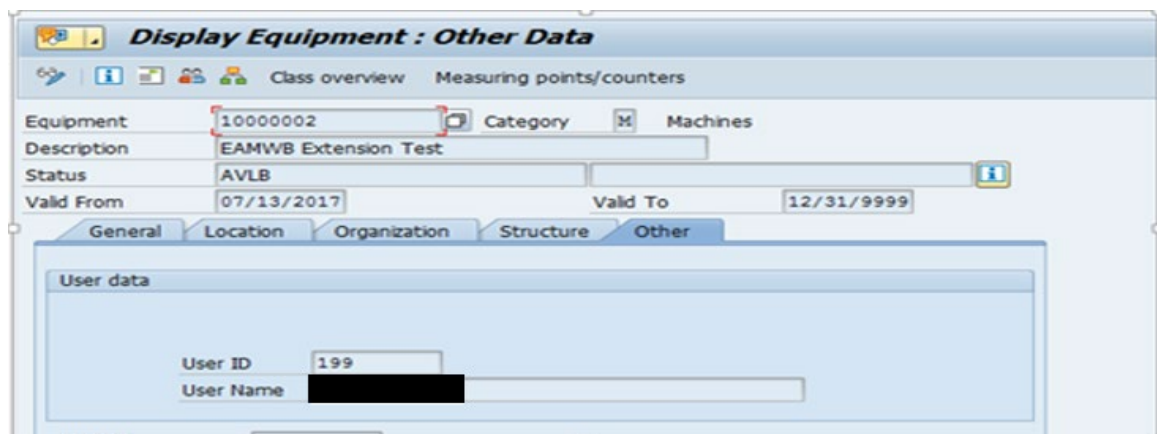 Display Equipment : Other Data
Class overview Measuring points/counters
Equipment 10000002 Category M Machines
Description EAMWB Extension Test
Status AVLB
Valid From 07/13/2017 Valid To 12/31/9999
General Location Organization Structure Other
User data
User ID 199
User Name